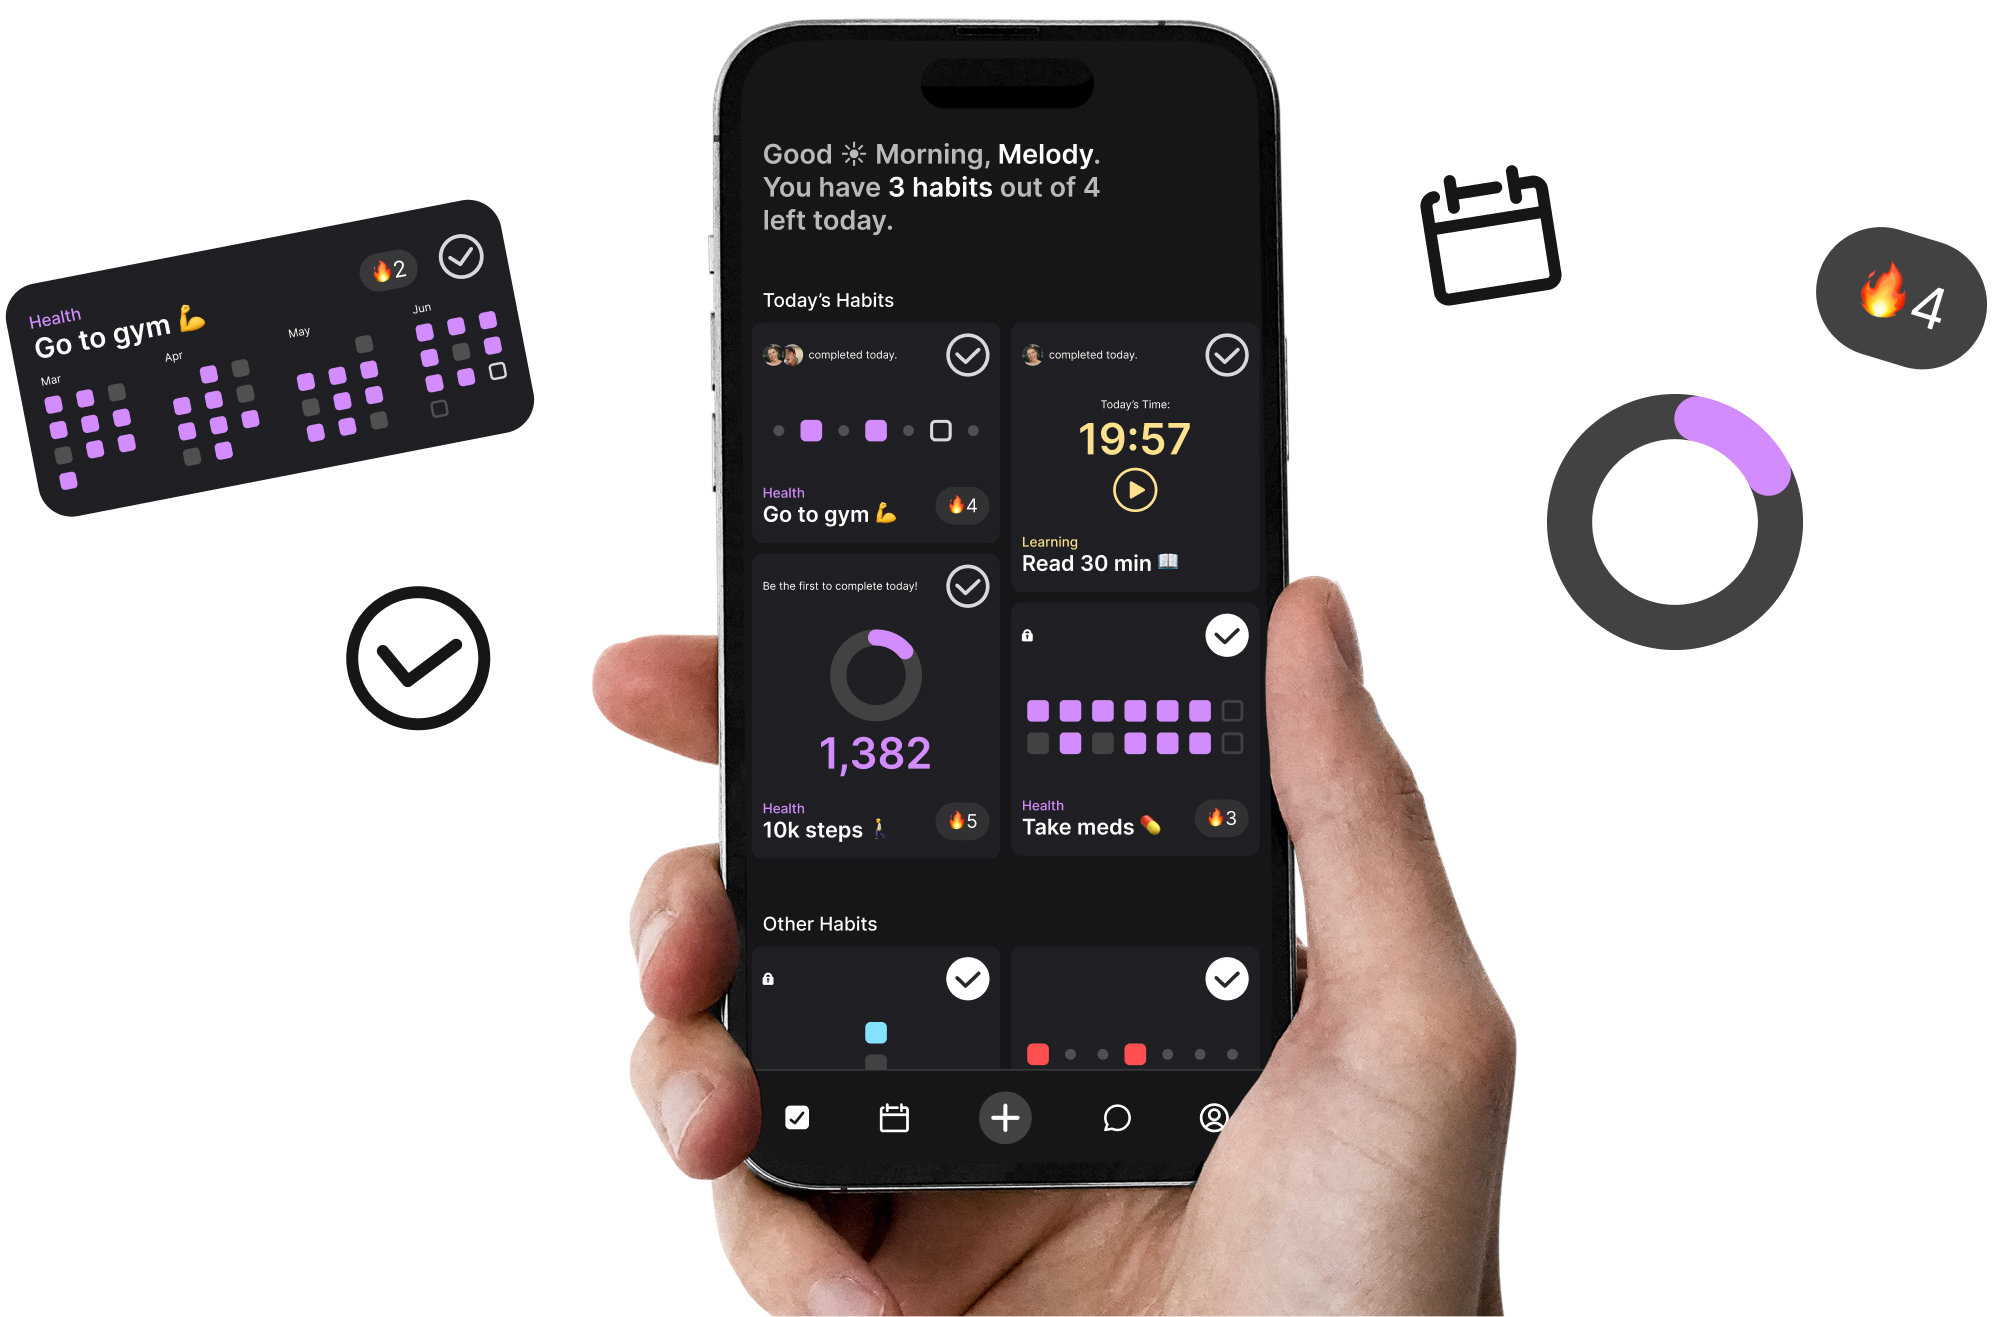 Good ☀ Morning, Melody.
You have 3 habits out of 4
left today.
Today’s Habits
completed today.
Health
Go to gym 💪
🔥4
completed today.
Today’s Time:
19:57
Learning
Read 30 min 📖
Be the first to complete today!
1,382
Health
10k steps 🚶
🔥5
Health
Take meds 💊
🔥3
Other Habits
🔥2
Health
Go to gym 💪
Mar
Apr
May
Jun
🔥4